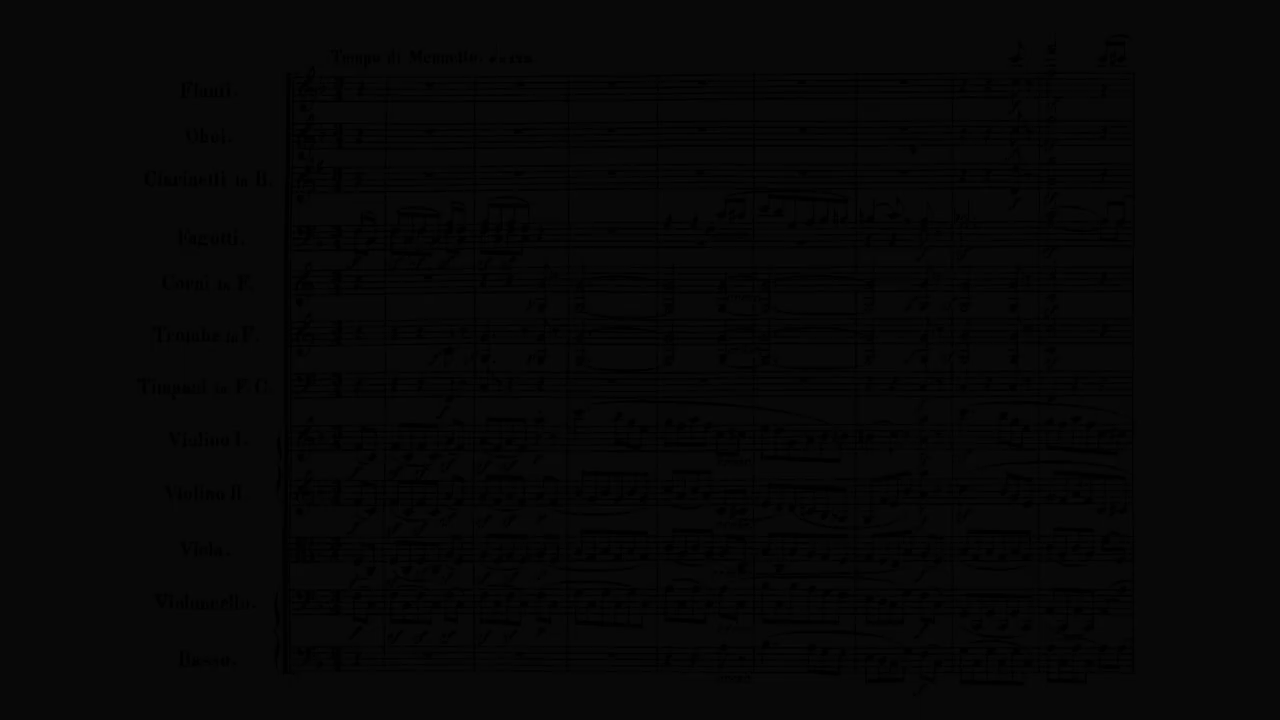 Tempo di Menuetto. ♩=126.
Flauti.
Oboi.
Clarinetti in B.
Fagotti.
Corni in F.
Trombe in F.
Timpani in F.C.
Violino I.
Violino II.
Viola.
Violoncello.
Basso.